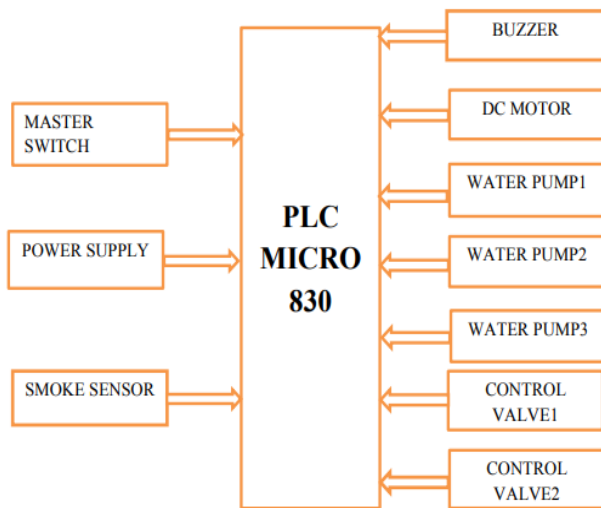 MASTER
SWITCH
POWER SUPPLY
SMOKE SENSOR
PLC
MICRO
830
BUZZER
DC MOTOR
WATER PUMP1
WATER PUMP2
WATER PUMP3
CONTROL
VALVE1
CONTROL
VALVE2